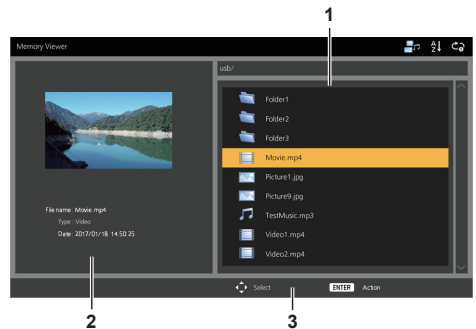 1
Memory Viewer
usb/
Folder1
Folder2
Folder3
Movie.mp4
Picture1.jpg
Picture9.jpg
TestMusic.mp3
Video1.mp4
Video2.mp4
File name : Movie.mp4
Type : Video
Date : 2017/01/18 14:50:25
Select ENTER Action
2 3